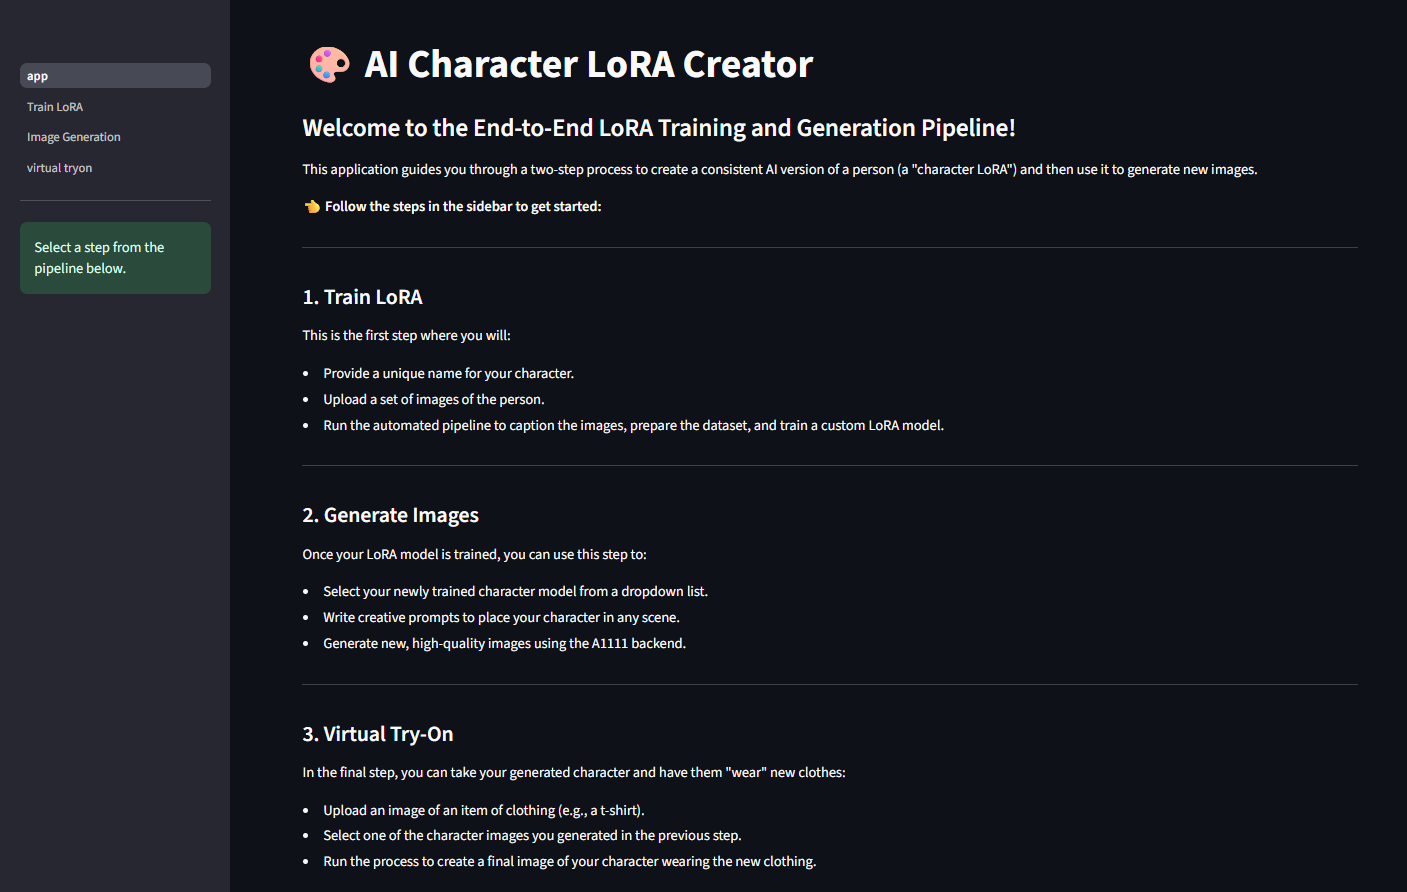 app
Train LoRA
Image Generation
virtual tryon
Select a step from the
pipeline below.
AI Character LoRA Creator
Welcome to the End-to-End LoRA Training and Generation Pipeline!
This application guides you through a two-step process to create a consistent AI version of a person (a "character LoRA") and then use it to generate new images.
Follow the steps in the sidebar to get started:
1. Train LoRA
This is the first step where you will:
• Provide a unique name for your character.
• Upload a set of images of the person.
• Run the automated pipeline to caption the images, prepare the dataset, and train a custom LoRA model.
2. Generate Images
Once your LoRA model is trained, you can use this step to:
• Select your newly trained character model from a dropdown list.
• Write creative prompts to place your character in any scene.
• Generate new, high-quality images using the A1111 backend.
3. Virtual Try-On
In the final step, you can take your generated character and have them "wear" new clothes:
• Upload an image of an item of clothing (e.g., a t-shirt).
• Select one of the character images you generated in the previous step.
• Run the process to create a final image of your character wearing the new clothing.